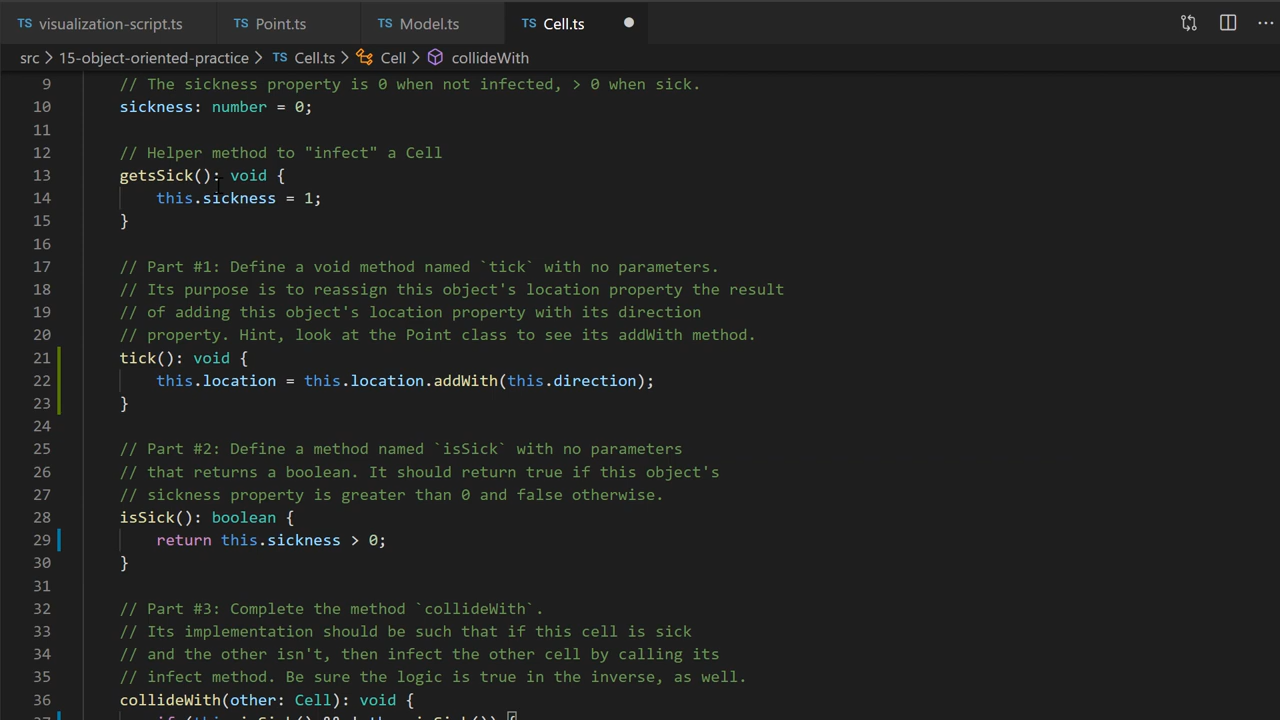 TS visualization-script.ts TS Point.ts TS Model.ts TS Cell.ts
src > 15-object-oriented-practice > TS Cell.ts > Cell > collideWith
9 // The sickness property is 0 when not infected, > 0 when sick.
10 sickness: number = 0;
11
12 // Helper method to "infect" a Cell
13 getsSick(): void {
14 this.sickness = 1;
15 }
16
17 // Part #1: Define a void method named `tick` with no parameters.
18 // Its purpose is to reassign this object's location property the result
19 // of adding this object's location property with its direction
20 // property. Hint, look at the Point class to see its addWith method.
21 tick(): void {
22 this.location = this.location.addWith(this.direction);
23 }
24
25 // Part #2: Define a method named `isSick` with no parameters
26 // that returns a boolean. It should return true if this object's
27 // sickness property is greater than 0 and false otherwise.
28 isSick(): boolean {
29 return this.sickness > 0;
30 }
31
32 // Part #3: Complete the method `collideWith`.
33 // Its implementation should be such that if this cell is sick
34 // and the other isn't, then infect the other cell by calling its
35 // infect method. Be sure the logic is true in the inverse, as well.
36 collideWith(other: Cell): void {